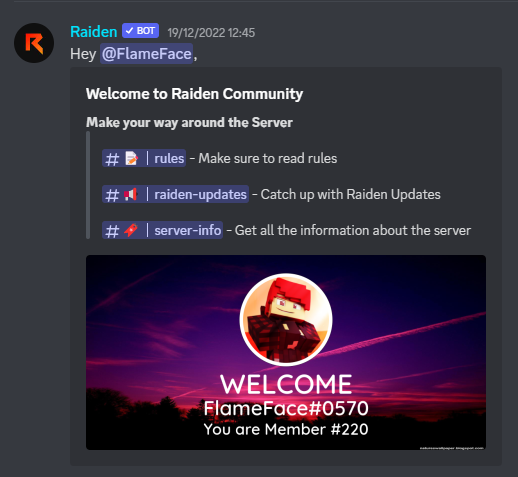 Raiden BOT 19/12/2022 12:45
Hey @FlameFace,
Welcome to Raiden Community
Make your way around the Server
# 📝 | rules - Make sure to read rules
# 📢 | raiden-updates - Catch up with Raiden Updates
# 🧨 | server-info - Get all the information about the server
WELCOME
FlameFace#0570
You are Member #220